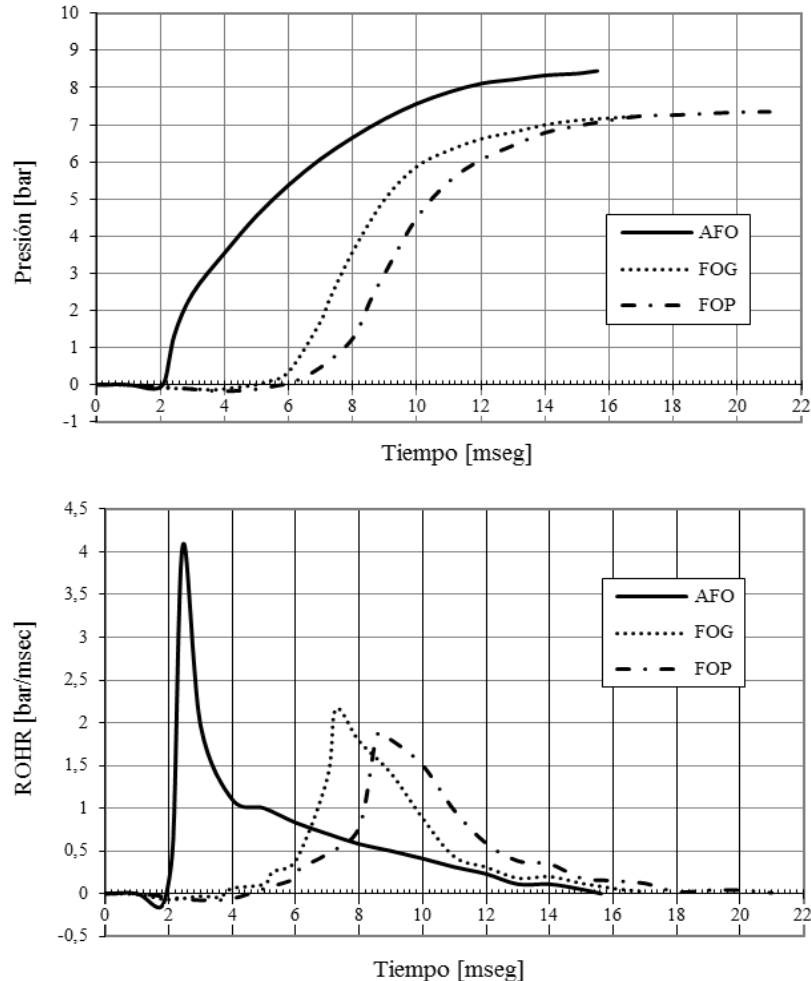 10
9
8
7
6
5
4
3
2
1
0
-1
Presión [bar]
0 2 4 6 8 10 12 14 16 18 20 22
Tiempo [mseg]
AFO
FOG
FOP
4,5
4
3,5
3
2,5
2
1,5
1
0,5
0
-0,5
ROHR [bar/msec]
0 2 4 6 8 10 12 14 16 18 20 22
Tiempo [mseg]
AFO
FOG
FOP